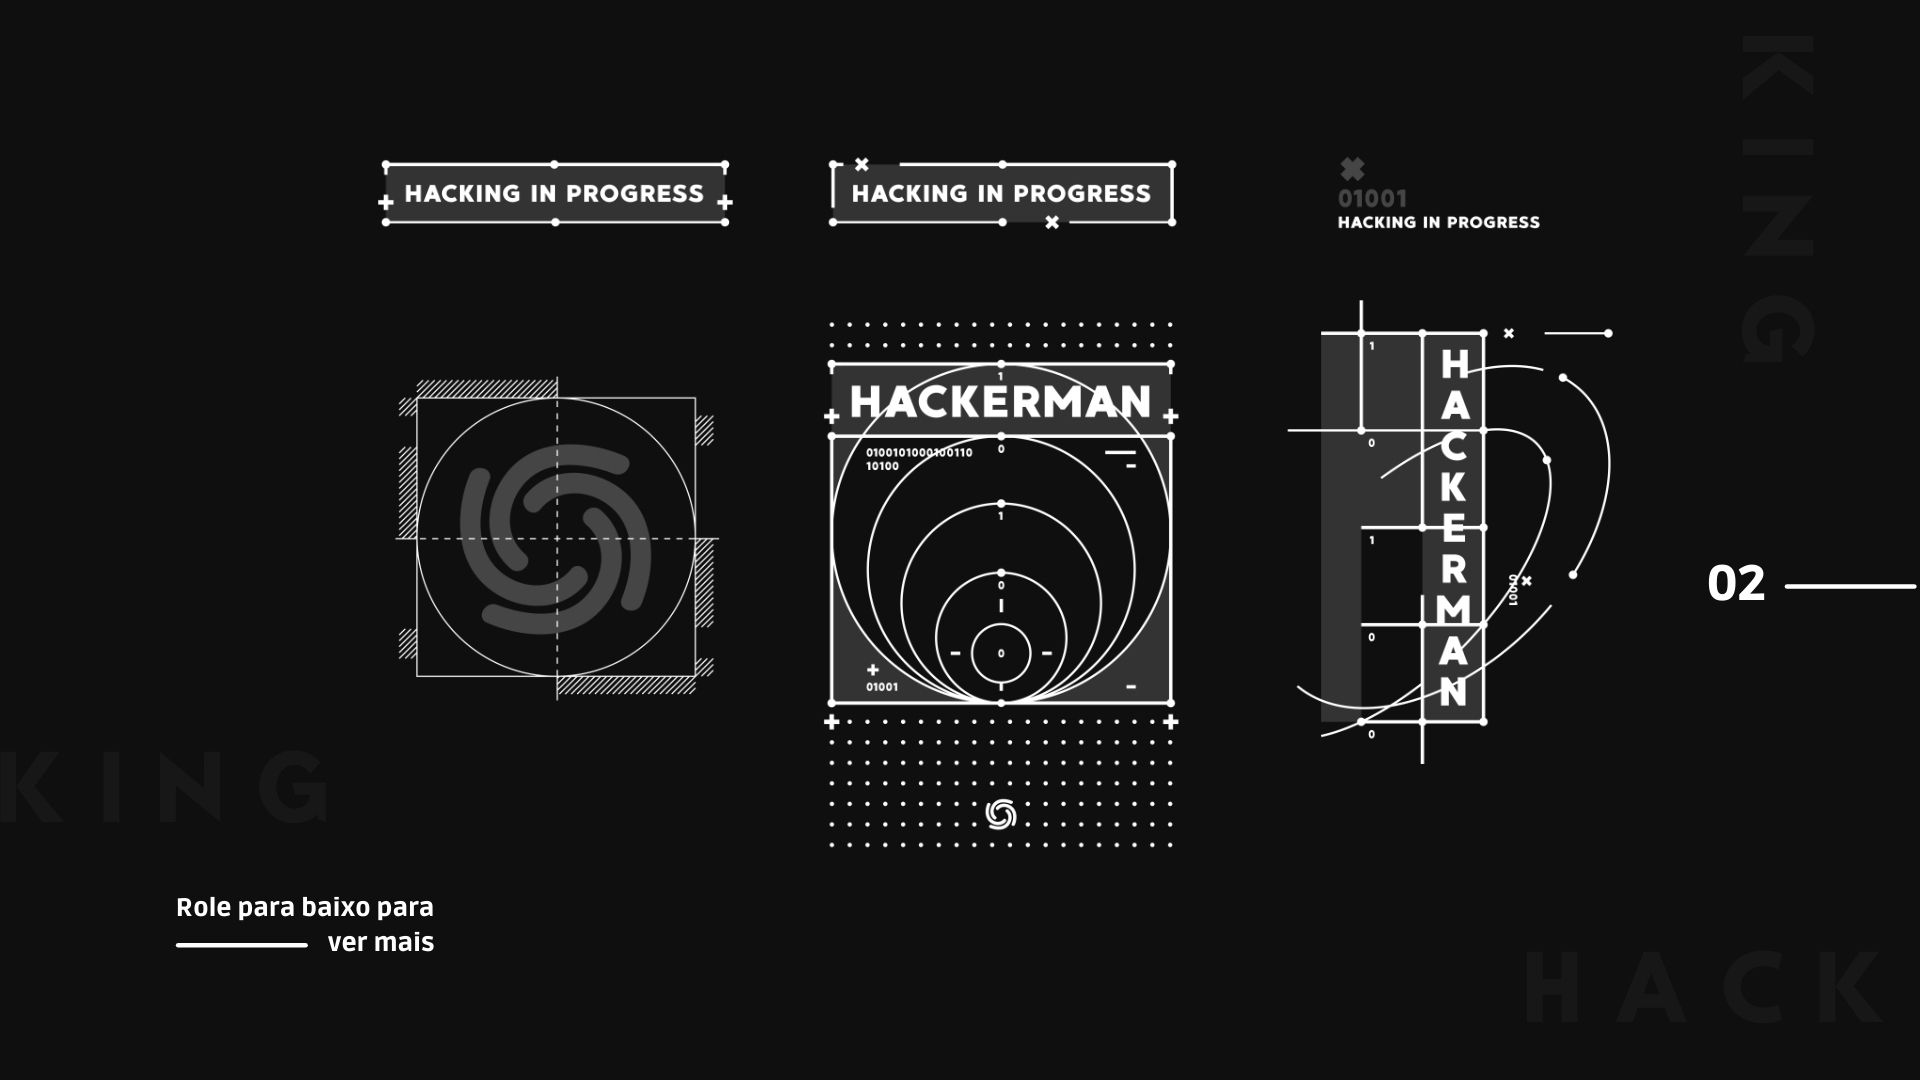 KING
HACKING IN PROGRESS
HACKING IN PROGRESS
01001
HACKING IN PROGRESS
1
HACKERMAN
0
0100101000100110
10100
1
0
0
01001
1
0
1
0
0
HACKERMAN
01001
02
KING
Role para baixo para
ver mais
HACK